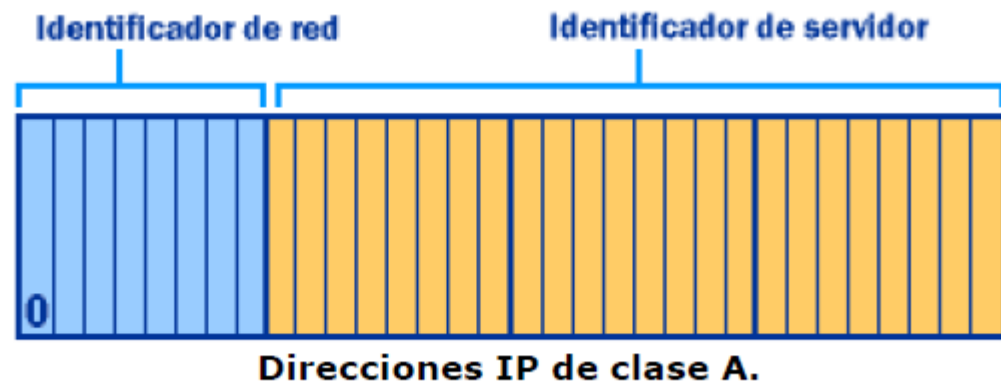 Identificador de red Identificador de servidor
0
Direcciones IP de clase A.